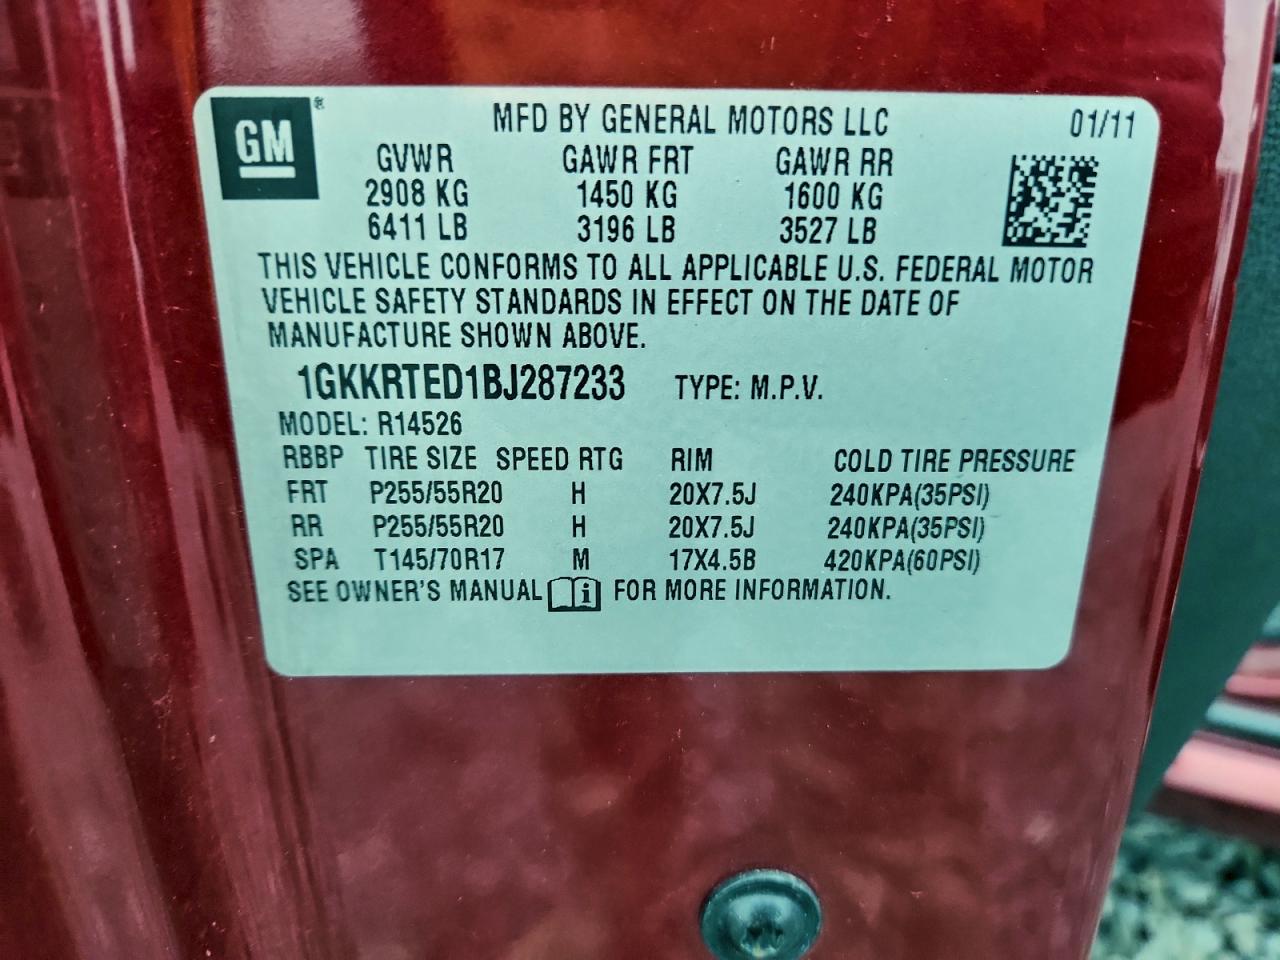 GM®
MFD BY GENERAL MOTORS LLC 01/11
GVWR GAWR FRT GAWR RR
2908 KG 1450 KG 1600 KG
6411 LB 3196 LB 3527 LB
THIS VEHICLE CONFORMS TO ALL APPLICABLE U.S. FEDERAL MOTOR
VEHICLE SAFETY STANDARDS IN EFFECT ON THE DATE OF
MANUFACTURE SHOWN ABOVE.
1GKKRTED1BJ287233 TYPE: M.P.V.
MODEL: R14526
RBBP TIRE SIZE SPEED RTG RIM COLD TIRE PRESSURE
FRT P255/55R20 H 20X7.5J 240KPA(35PSI)
RR P255/55R20 H 20X7.5J 240KPA(35PSI)
SPA T145/70R17 M 17X4.5B 420KPA(60PSI)
SEE OWNER'S MANUAL i FOR MORE INFORMATION.